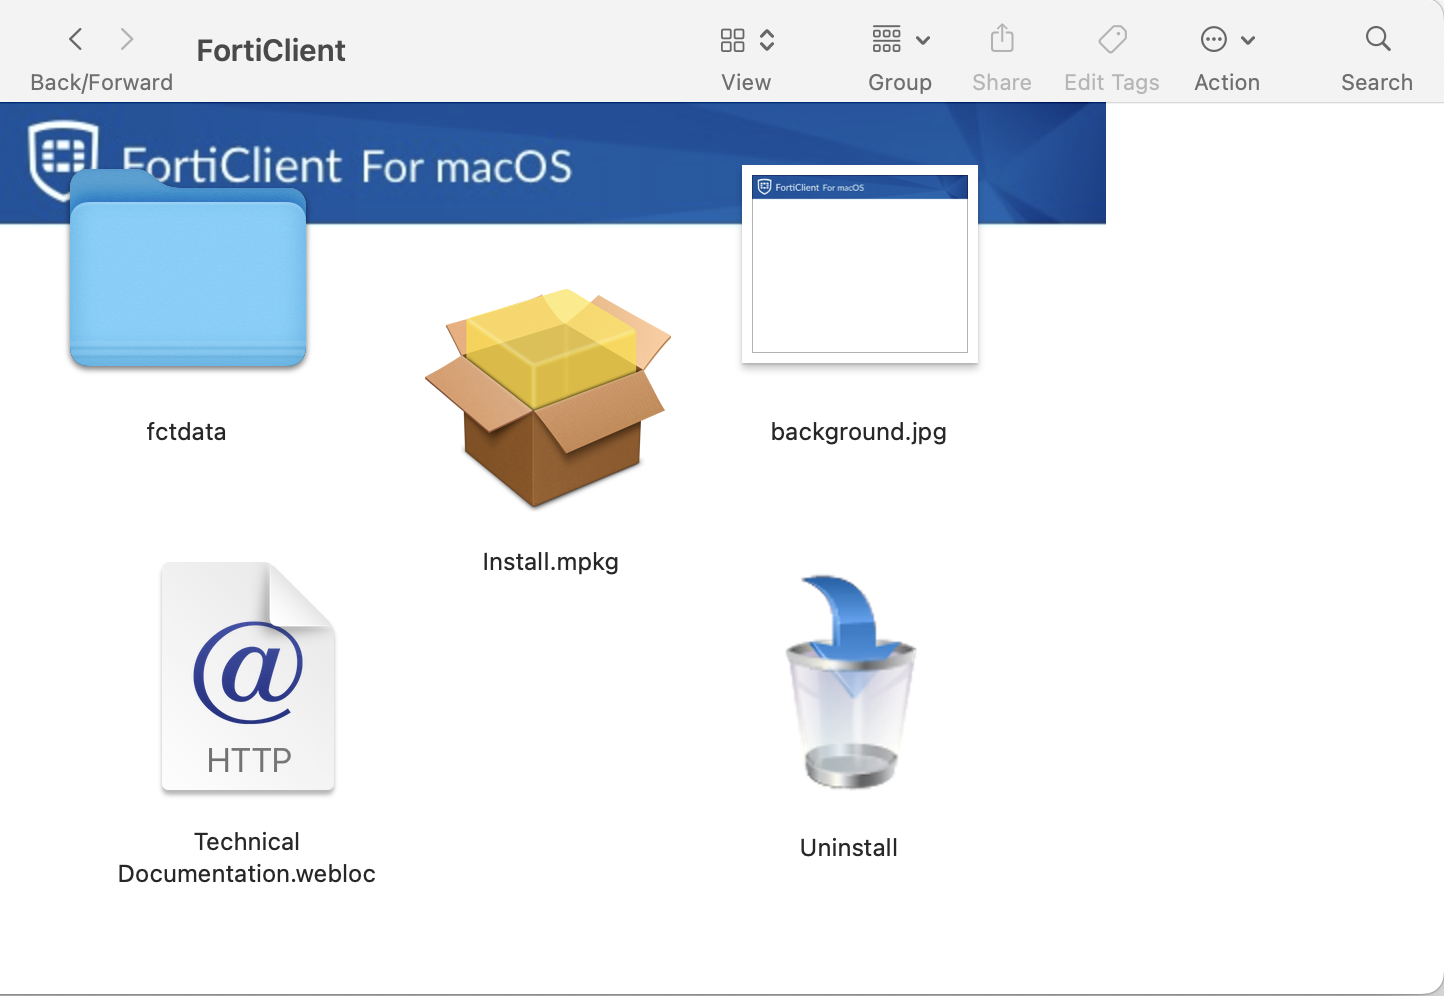 FortiClient
Back/Forward
View
Group
Share
Edit Tags
Action
Search
FortiClient For macOS
FortiClient For macOS
fctdata
background.jpg
Install.mpkg
@
HTTP
Technical
Documentation.webloc
Uninstall